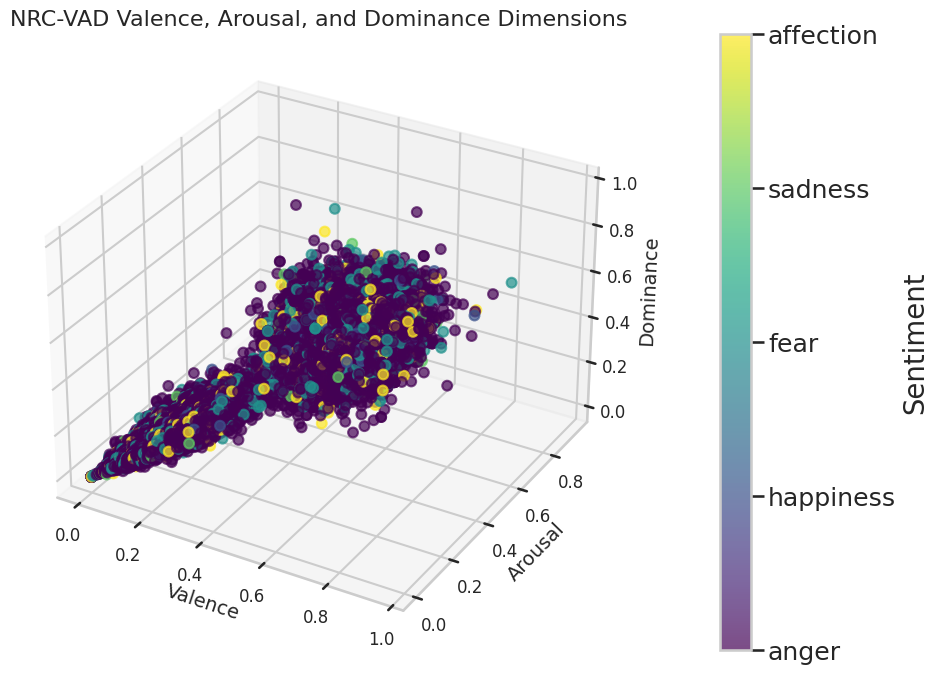 NRC-VAD Valence, Arousal, and Dominance Dimensions
affection
sadness
fear
happiness
anger
Sentiment
1.0
0.8
0.6
0.4
0.2
0.0
Dominance
0.0
0.2
0.4
0.6
0.8
1.0
Valence
0.0
0.2
0.4
0.6
0.8
Arousal